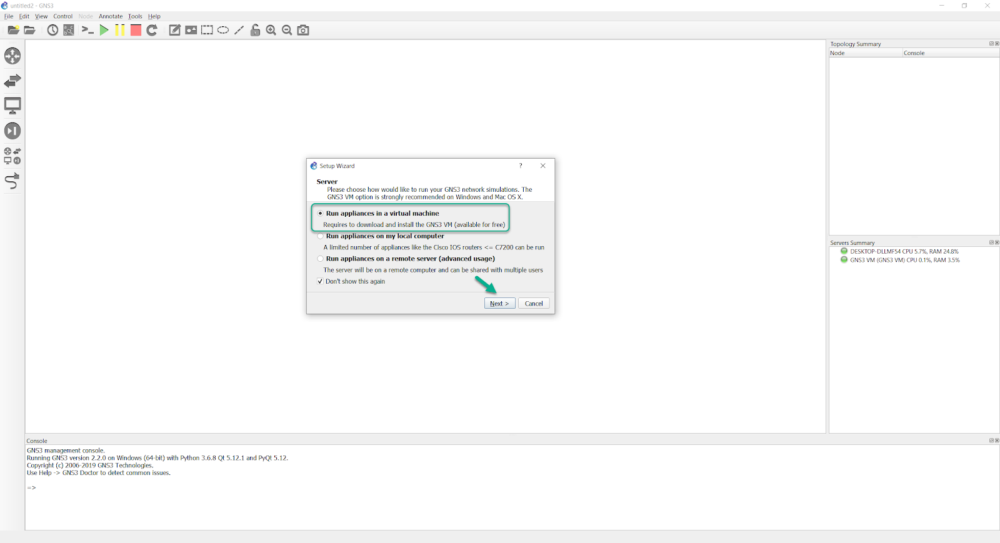 untitled2 - GNS3
File Edit View Control Node Annotate Tools Help
Topology Summary
Node Console
Setup Wizard ?
Server
Please choose how would like to run your GNS3 network simulations. The
GNS3 VM option is strongly recommended on Windows and Mac OS X.
Run appliances in a virtual machine
Requires to download and install the GNS3 VM (available for free)
Run appliances on my local computer
A limited number of appliances like the Cisco IOS routers <= C7200 can be run
Run appliances on a remote server (advanced usage)
The server will be on a remote computer and can be shared with multiple users
Don't show this again
Next > Cancel
Servers Summary
DESKTOP-DLLMF54 CPU 5.7%, RAM 24.8%
GNS3 VM (GNS3 VM) CPU 0.1%, RAM 3.5%
Console
GNS3 management console.
Running GNS3 version 2.2.0 on Windows (64-bit) with Python 3.6.8 Qt 5.12.1 and PyQt 5.12.
Copyright (c) 2006-2019 GNS3 Technologies.
Use Help -> GNS3 Doctor to detect common issues.
=>